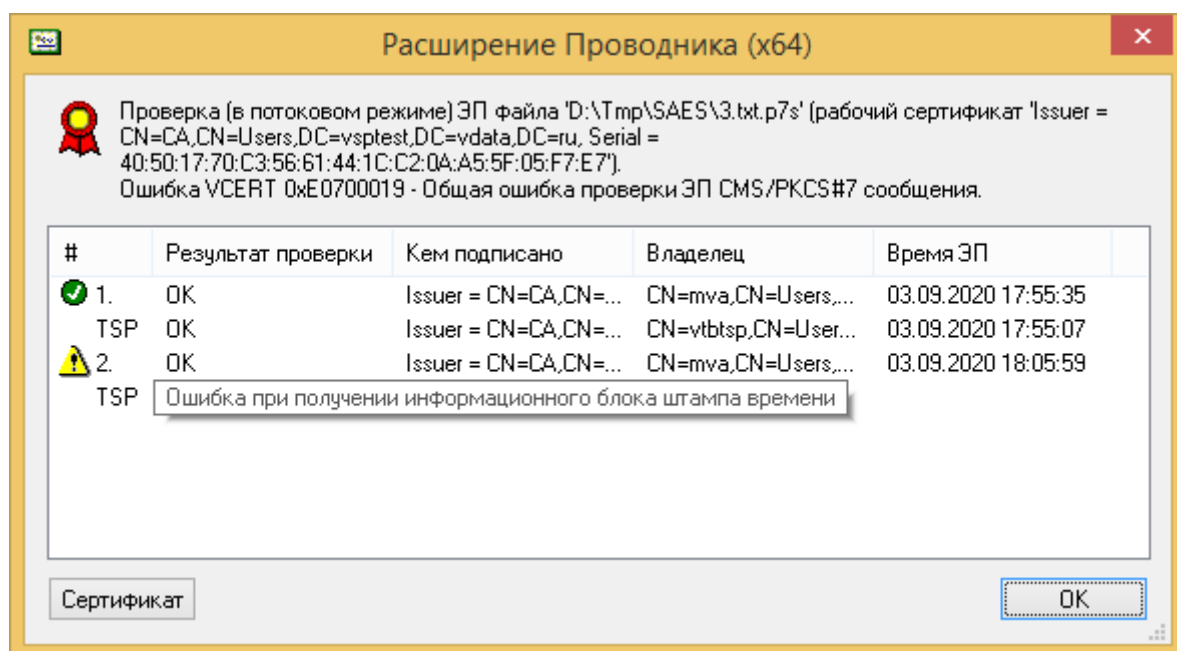 Расширение Проводника (x64)
Проверка (в потоковом режиме) ЭП файла 'D:\Tmp\SAES\3.txt.p7s' (рабочий сертификат 'Issuer =
CN=CA,CN=Users,DC=vsptest,DC=vdata,DC=ru, Serial =
40:50:17:70:C3:56:61:44:1C:C2:0A:A5:5F:05:F7:E7').
Ошибка VCERT 0xE0700019 - Общая ошибка проверки ЭП CMS/PKCS#7 сообщения.
# Результат проверки Кем подписано Владелец Время ЭП
1. OK Issuer = CN=CA,CN=... CN=mva,CN=Users,... 03.09.2020 17:55:35
TSP OK Issuer = CN=CA,CN=... CN=vtbtsp,CN=User... 03.09.2020 17:55:07
2. OK Issuer = CN=CA,CN=... CN=mva,CN=Users,... 03.09.2020 18:05:59
TSP Ошибка при получении информационного блока штампа времени
Сертификат OK